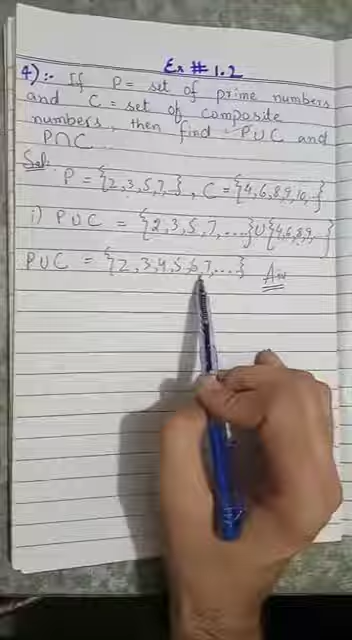 Ex # 1.2
4):- If P = set of prime numbers
and C = set of composite
numbers, then find P∪C and
P∩C
Sol:
P = {2,3,5,7,..}, C = {4,6,8,9,10,..}
i) P∪C = {2,3,5,7,....}∪{4,6,8,9,..}
P∪C = {2,3,4,5,6,7,...} Ans